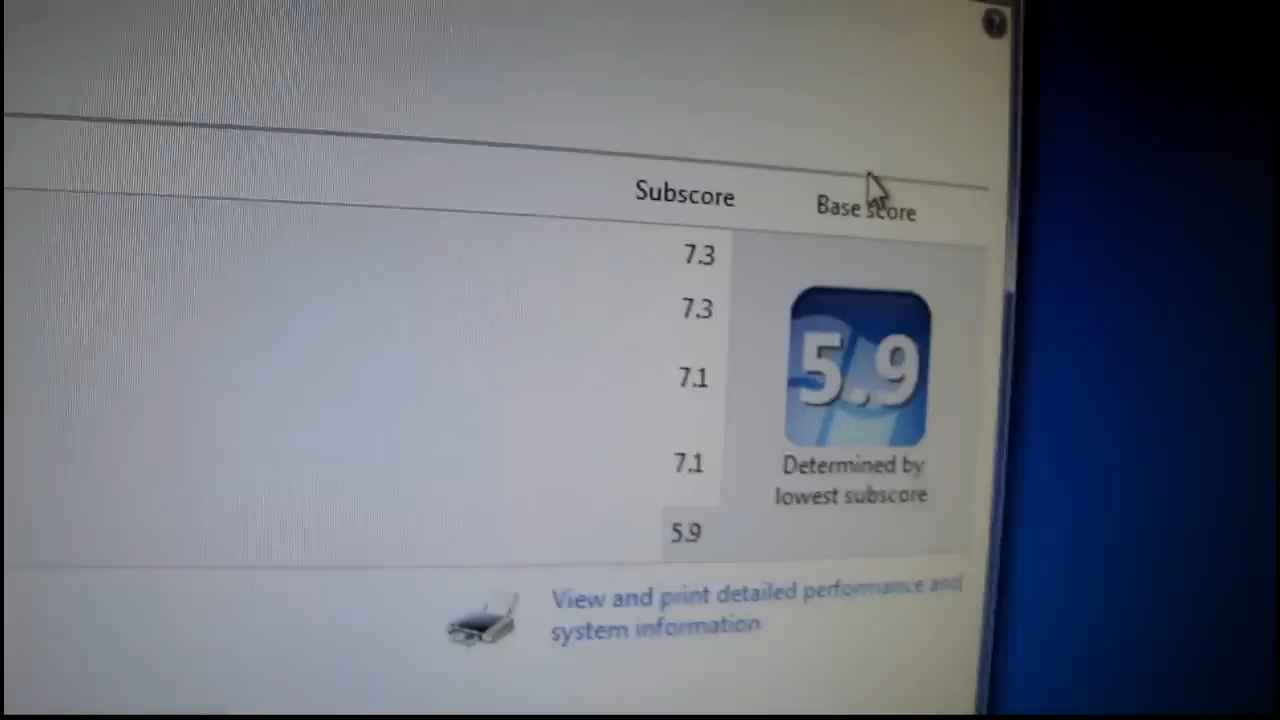 Subscore
Base score
7.3
7.3
7.1
7.1
5.9
5.9
Determined by
lowest subscore
View and print detailed performance and
system information
?